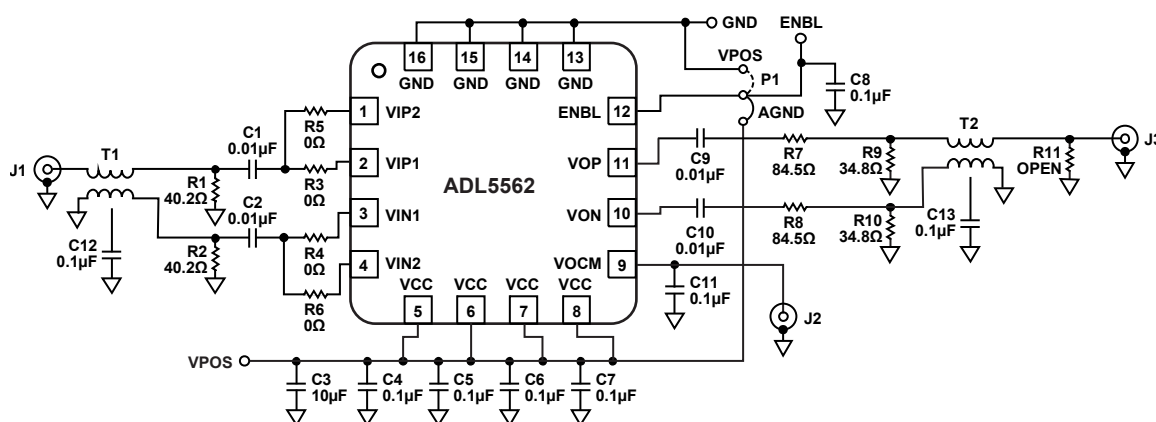 GND
ENBL
16
15
14
13
GND
GND
GND
GND
VPOS
P1
C8
0.1µF
AGND
1
VIP2
ENBL
12
R5
0Ω
C1
0.01µF
J1
T1
2
VIP1
VOP
11
C9
0.01µF
R7
84.5Ω
R9
34.8Ω
T2
R11
OPEN
J3
R3
0Ω
R1
40.2Ω
ADL5562
C2
0.01µF
3
VIN1
VON
10
C10
0.01µF
R8
84.5Ω
R10
34.8Ω
C13
0.1µF
R4
0Ω
C12
0.1µF
R2
40.2Ω
4
VIN2
VOCM
9
R6
0Ω
VCC
VCC
VCC
VCC
5
6
7
8
C11
0.1µF
J2
VPOS
C3
10µF
C4
0.1µF
C5
0.1µF
C6
0.1µF
C7
0.1µF